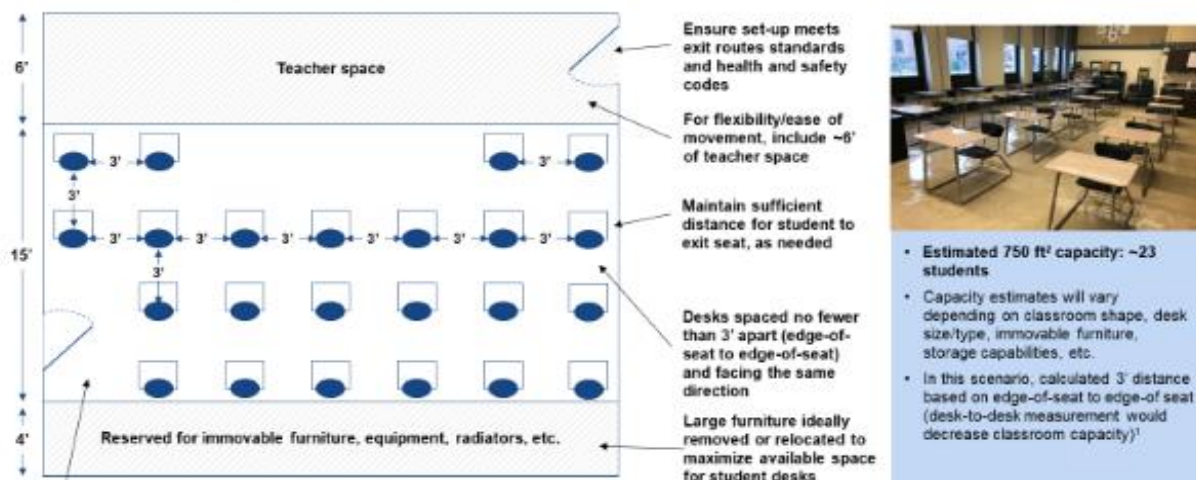 6'
Teacher space
3'
3'
3'
15'
3'
3'
3'
3'
3'
3'
3'
4'
Reserved for immovable furniture, equipment, radiators, etc.
Ensure set-up meets
exit routes standards
and health and safety
codes
For flexibility/ease of
movement, include ~6'
of teacher space
Maintain sufficient
distance for student to
exit seat, as needed
Desks spaced no fewer
than 3' apart (edge-of-
seat to edge-of-seat)
and facing the same
direction
Large furniture ideally
removed or relocated to
maximize available space
for student desks
• Estimated 750 ft² capacity: ~23
students
• Capacity estimates will vary
depending on classroom shape, desk
size/type, immovable furniture,
storage capabilities, etc.
• In this scenario, calculated 3' distance
based on edge-of-seat to edge-of seat
(desk-to-desk measurement would
decrease classroom capacity)¹